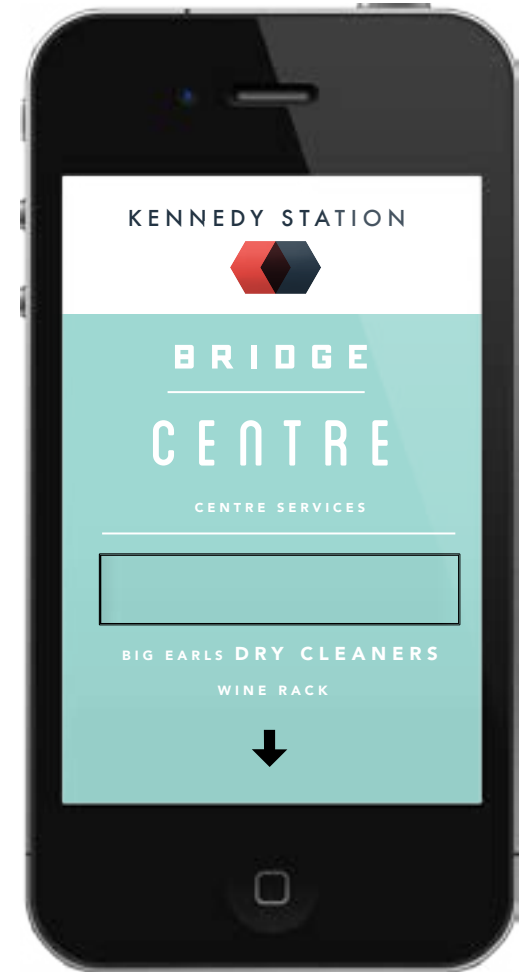 KENNEDY STATION
BRIDGE
CENTRE
CENTRE SERVICES
BIG EARLS DRY CLEANERS
WINE RACK